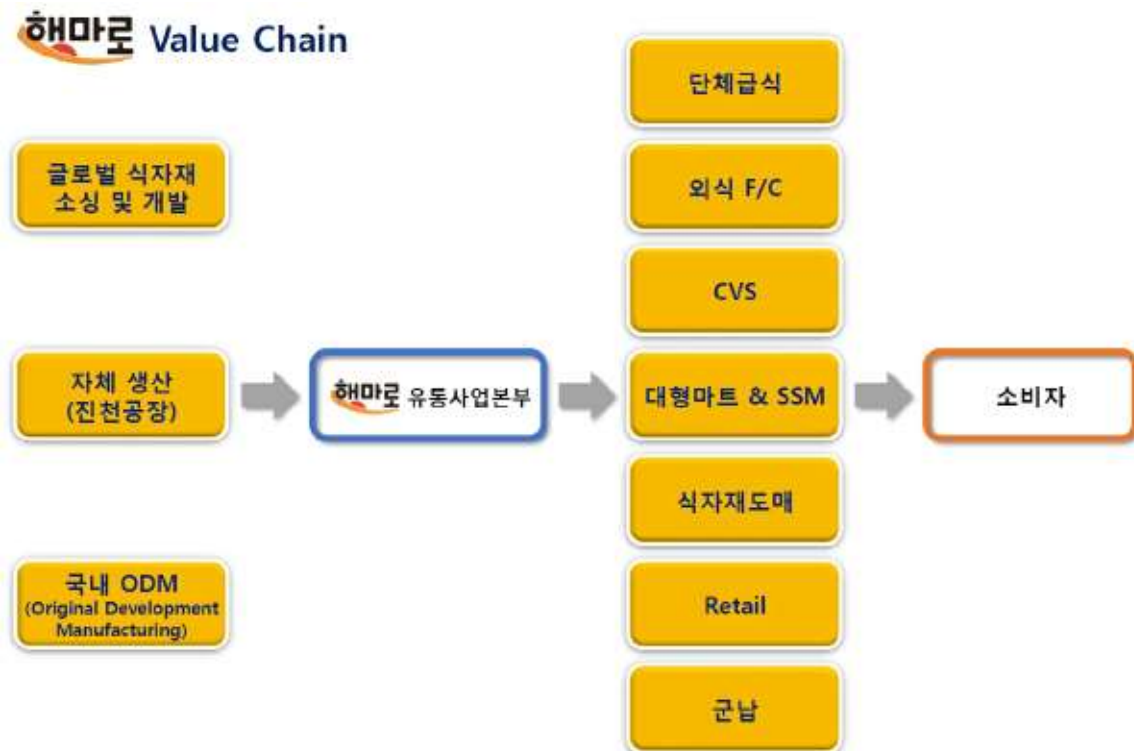 해마로 Value Chain
글로벌 식자재
소싱 및 개발
자체 생산
(진천공장)
국내 ODM
(Original Development
Manufacturing)
해마로 유통사업본부
단체급식
외식 F/C
CVS
대형마트 & SSM
식자재도매
Retail
군납
소비자